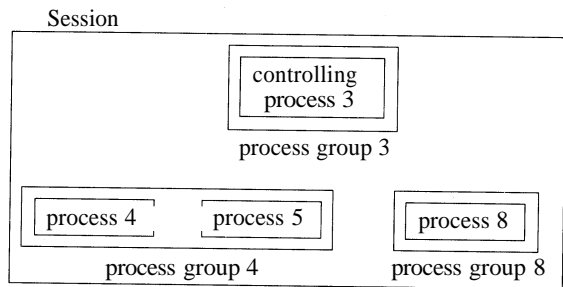 Session
controlling
process 3
process group 3
process 4
process 5
process 8
process group 4
process group 8